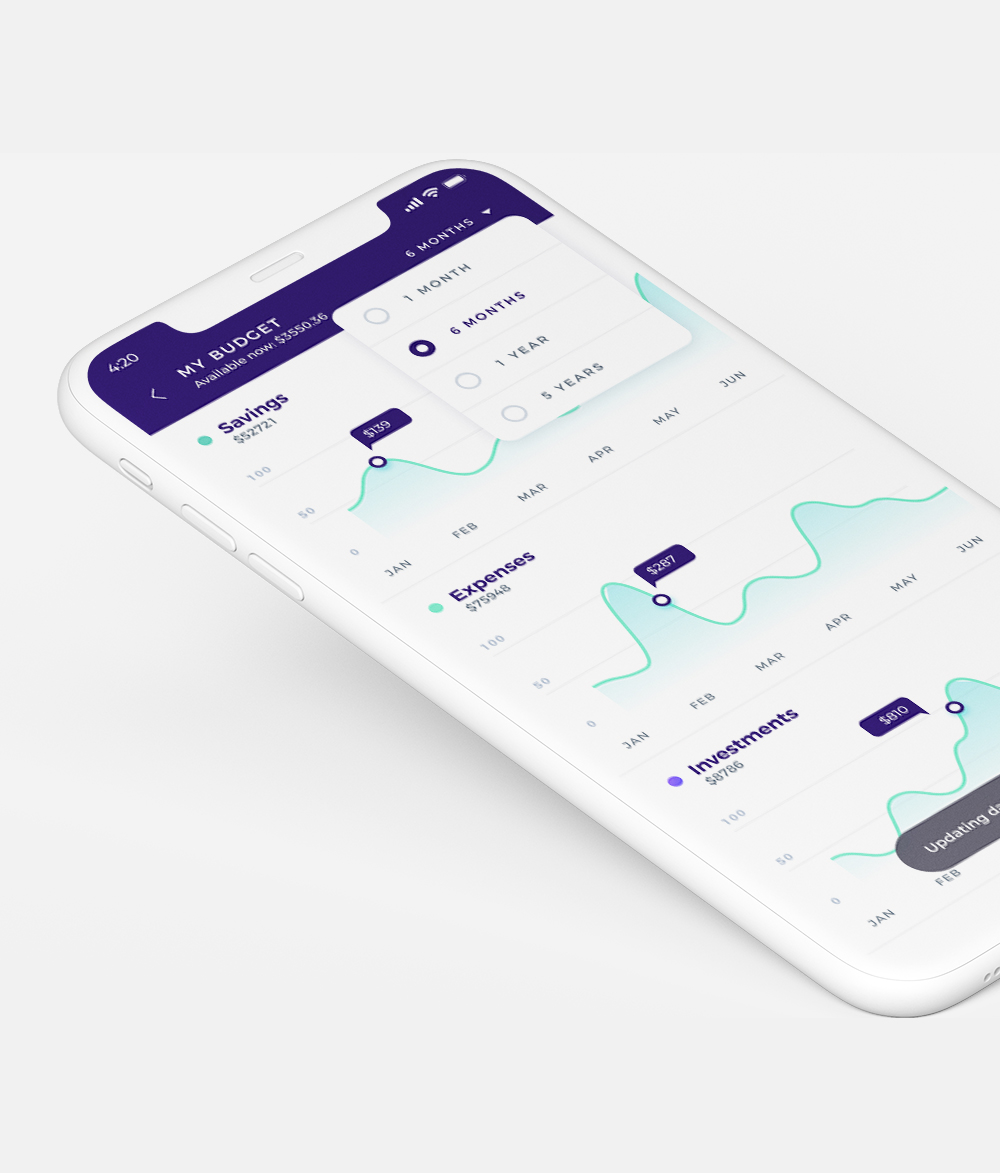 4:20
MY BUDGET
Available now: $3550.36
6 MONTHS
1 MONTH
6 MONTHS
1 YEAR
5 YEARS
Savings
$52721
$139
100
50
0
JAN FEB MAR APR MAY JUN
Expenses
$75948
$287
100
50
0
JAN FEB MAR APR MAY JUN
Investments
$8786
$810
100
50
0
JAN FEB
Updating